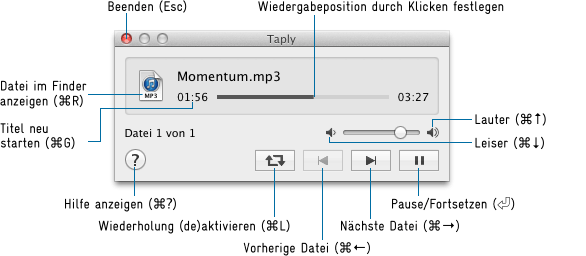 Beenden (Esc)
Wiedergabeposition durch Klicken festlegen
Taply
Datei im Finder
anzeigen (⌘R)
Momentum.mp3
MP3
01:56
03:27
Titel neu
starten (⌘G)
Datei 1 von 1
Lauter (⌘↑)
Leiser (⌘↓)
?
Hilfe anzeigen (⌘?)
Pause/Fortsetzen (⏎)
Wiederholung (de)aktivieren (⌘L)
Nächste Datei (⌘→)
Vorherige Datei (⌘←)